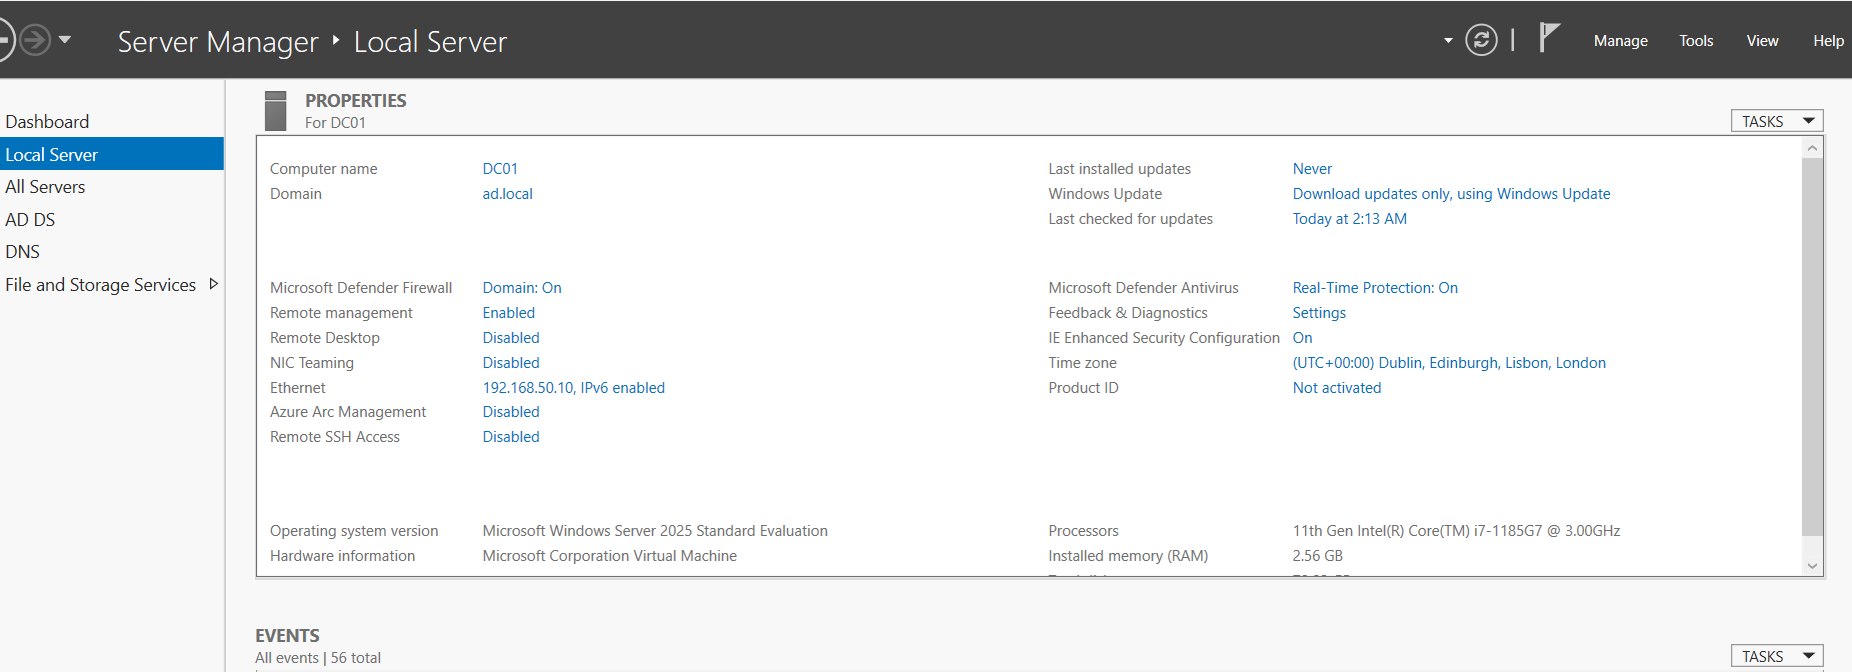 Server Manager ‣ Local Server
Manage Tools View Help
Dashboard
Local Server
All Servers
AD DS
DNS
File and Storage Services
PROPERTIES
For DC01
TASKS
Computer name DC01
Domain ad.local
Last installed updates Never
Windows Update Download updates only, using Windows Update
Last checked for updates Today at 2:13 AM
Microsoft Defender Firewall Domain: On
Remote management Enabled
Remote Desktop Disabled
NIC Teaming Disabled
Ethernet 192.168.50.10, IPv6 enabled
Azure Arc Management Disabled
Remote SSH Access Disabled
Microsoft Defender Antivirus Real-Time Protection: On
Feedback & Diagnostics Settings
IE Enhanced Security Configuration On
Time zone (UTC+00:00) Dublin, Edinburgh, Lisbon, London
Product ID Not activated
Operating system version Microsoft Windows Server 2025 Standard Evaluation
Hardware information Microsoft Corporation Virtual Machine
Processors 11th Gen Intel(R) Core(TM) i7-1185G7 @ 3.00GHz
Installed memory (RAM) 2.56 GB
EVENTS
All events | 56 total
TASKS